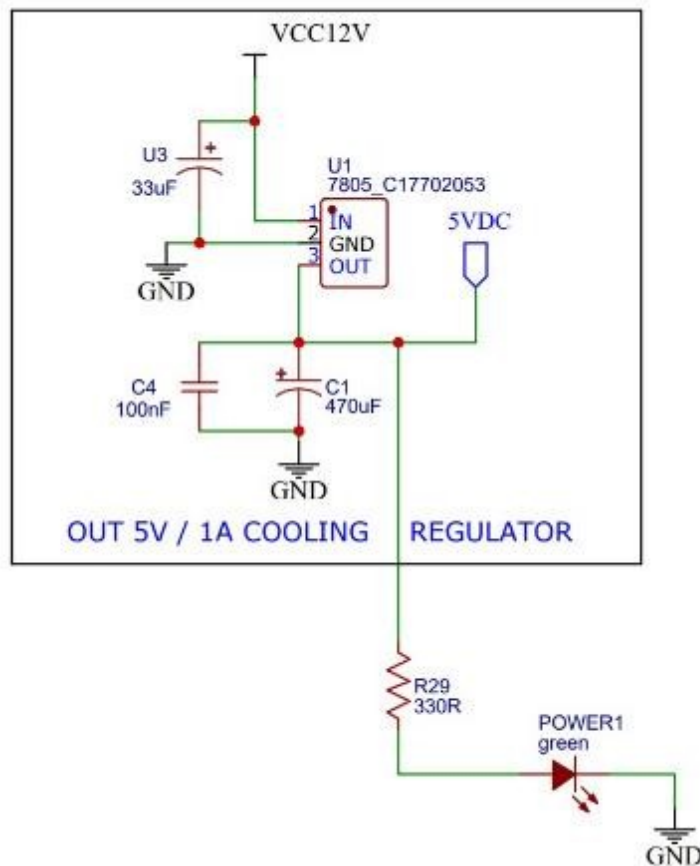 VCC12V
U3
33uF
U1
7805_C17702053
1 IN
2 GND
3 OUT
5VDC
GND
C4
100nF
C1
470uF
GND
OUT 5V / 1A COOLING REGULATOR
R29
330R
POWER1
green
GND